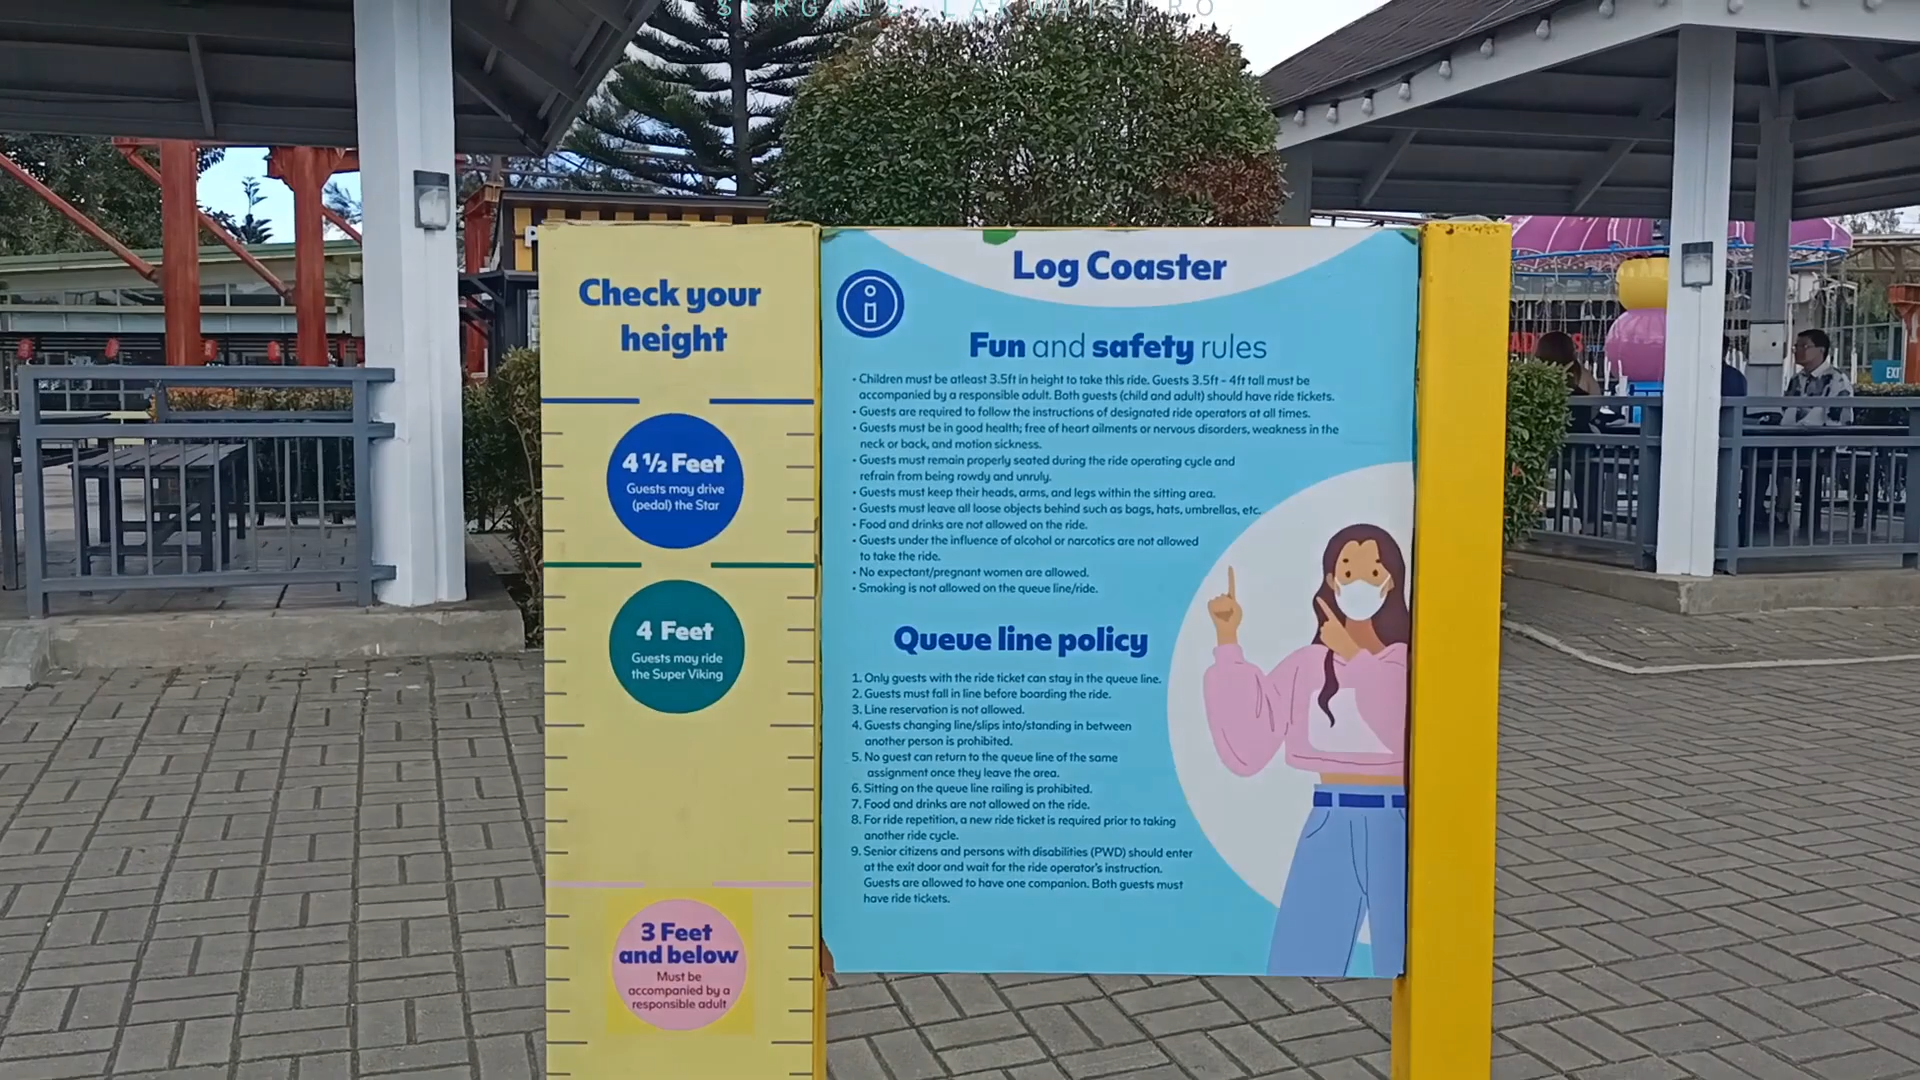 Check your
height
4 ½ Feet
Guests may drive
(pedal) the Star
4 Feet
Guests may ride
the Super Viking
3 Feet
and below
Must be
accompanied by a
responsible adult
Log Coaster
Fun and safety rules
• Children must be atleast 3.5ft in height to take this ride. Guests 3.5ft - 4ft tall must be
accompanied by a responsible adult. Both guests (child and adult) should have ride tickets.
• Guests are required to follow the instructions of designated ride operators at all times.
• Guests must be in good health; free of heart ailments or nervous disorders, weakness in the
neck or back, and motion sickness.
• Guests must remain properly seated during the ride operating cycle and
refrain from being rowdy and unruly.
• Guests must keep their heads, arms, and legs within the sitting area.
• Guests must leave all loose objects behind such as bags, hats, umbrellas, etc.
• Food and drinks are not allowed on the ride.
• Guests under the influence of alcohol or narcotics are not allowed
to take the ride.
• No expectant/pregnant women are allowed.
• Smoking is not allowed on the queue line/ride.
Queue line policy
1. Only guests with the ride ticket can stay in the queue line.
2. Guests must fall in line before boarding the ride.
3. Line reservation is not allowed.
4. Guests changing line/slips into/standing in between
another person is prohibited.
5. No guest can return to the queue line of the same
assignment once they leave the area.
6. Sitting on the queue line railing is prohibited.
7. Food and drinks are not allowed on the ride.
8. For ride repetition, a new ride ticket is required prior to taking
another ride cycle.
9. Senior citizens and persons with disabilities (PWD) should enter
at the exit door and wait for the ride operator's instruction.
Guests are allowed to have one companion. Both guests must
have ride tickets.
EXI